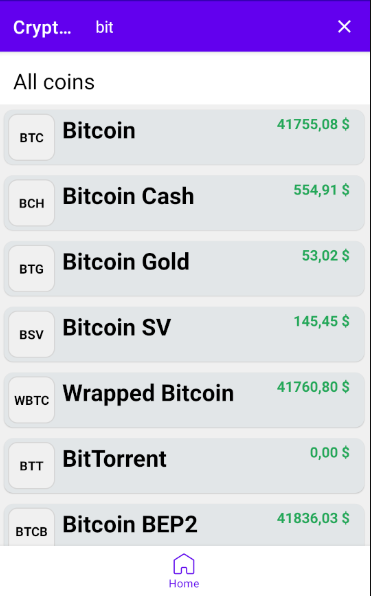 Crypt... bit
All coins
BTC Bitcoin 41755,08 $
BCH Bitcoin Cash 554,91 $
BTG Bitcoin Gold 53,02 $
BSV Bitcoin SV 145,45 $
WBTC Wrapped Bitcoin 41760,80 $
BTT BitTorrent 0,00 $
BTCB Bitcoin BEP2 41836,03 $
Home